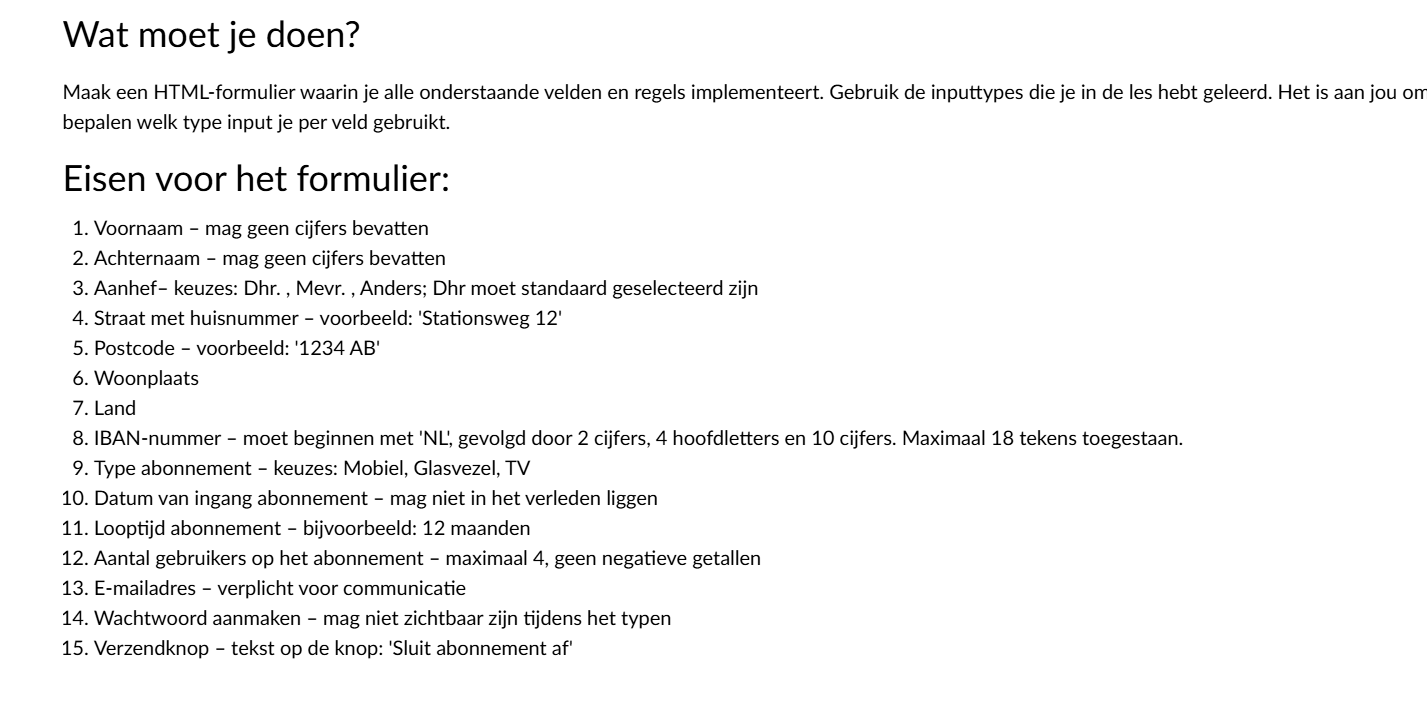 Wat moet je doen?
Maak een HTML-formulier waarin je alle onderstaande velden en regels implementeert. Gebruik de inputtypes die je in de les hebt geleerd. Het is aan jou om
bepalen welk type input je per veld gebruikt.
Eisen voor het formulier:
1. Voornaam – mag geen cijfers bevatten
2. Achternaam – mag geen cijfers bevatten
3. Aanhef– keuzes: Dhr. , Mevr. , Anders; Dhr moet standaard geselecteerd zijn
4. Straat met huisnummer – voorbeeld: 'Stationsweg 12'
5. Postcode – voorbeeld: '1234 AB'
6. Woonplaats
7. Land
8. IBAN-nummer – moet beginnen met 'NL', gevolgd door 2 cijfers, 4 hoofdletters en 10 cijfers. Maximaal 18 tekens toegestaan.
9. Type abonnement – keuzes: Mobiel, Glasvezel, TV
10. Datum van ingang abonnement – mag niet in het verleden liggen
11. Looptijd abonnement – bijvoorbeeld: 12 maanden
12. Aantal gebruikers op het abonnement – maximaal 4, geen negatieve getallen
13. E-mailadres – verplicht voor communicatie
14. Wachtwoord aanmaken – mag niet zichtbaar zijn tijdens het typen
15. Verzendknop – tekst op de knop: 'Sluit abonnement af'